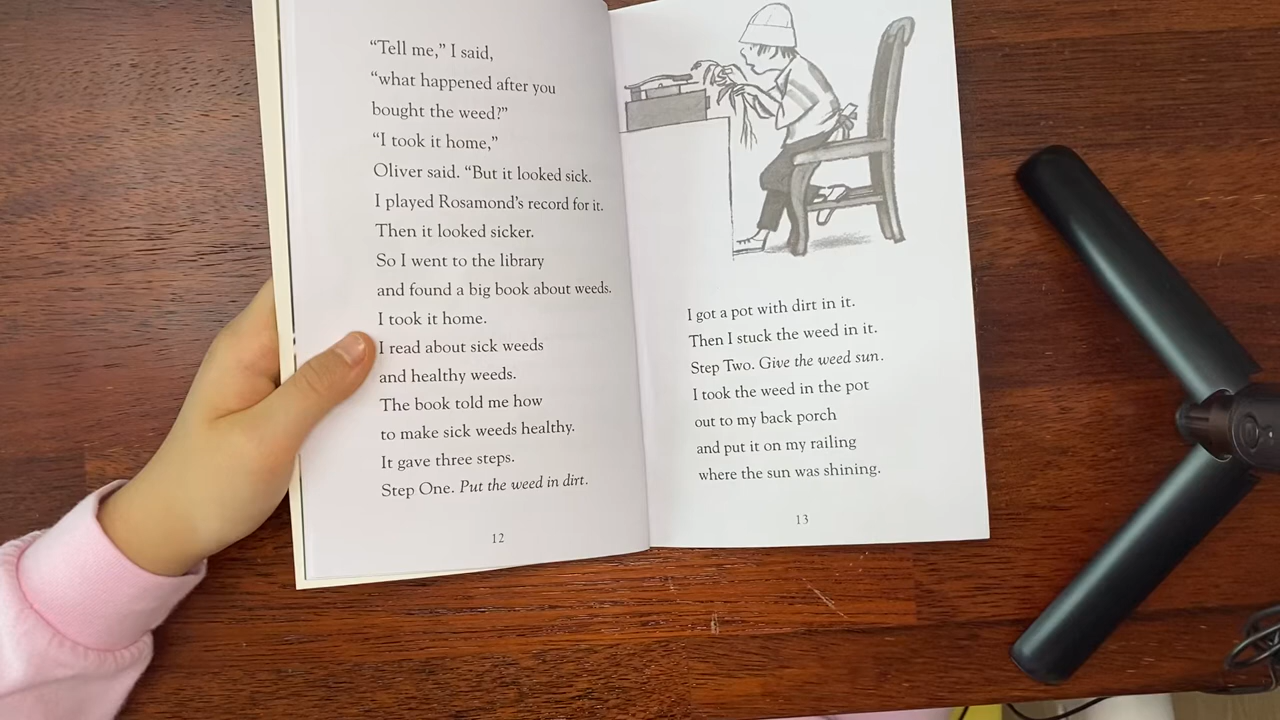 “Tell me,” I said,
“what happened after you
bought the weed?”
“I took it home,”
Oliver said. “But it looked sick.
I played Rosamond’s record for it.
Then it looked sicker.
So I went to the library
and found a big book about weeds.
I took it home.
I read about sick weeds
and healthy weeds.
The book told me how
to make sick weeds healthy.
It gave three steps.
Step One. Put the weed in dirt.
12
I got a pot with dirt in it.
Then I stuck the weed in it.
Step Two. Give the weed sun.
I took the weed in the pot
out to my back porch
and put it on my railing
where the sun was shining.
13